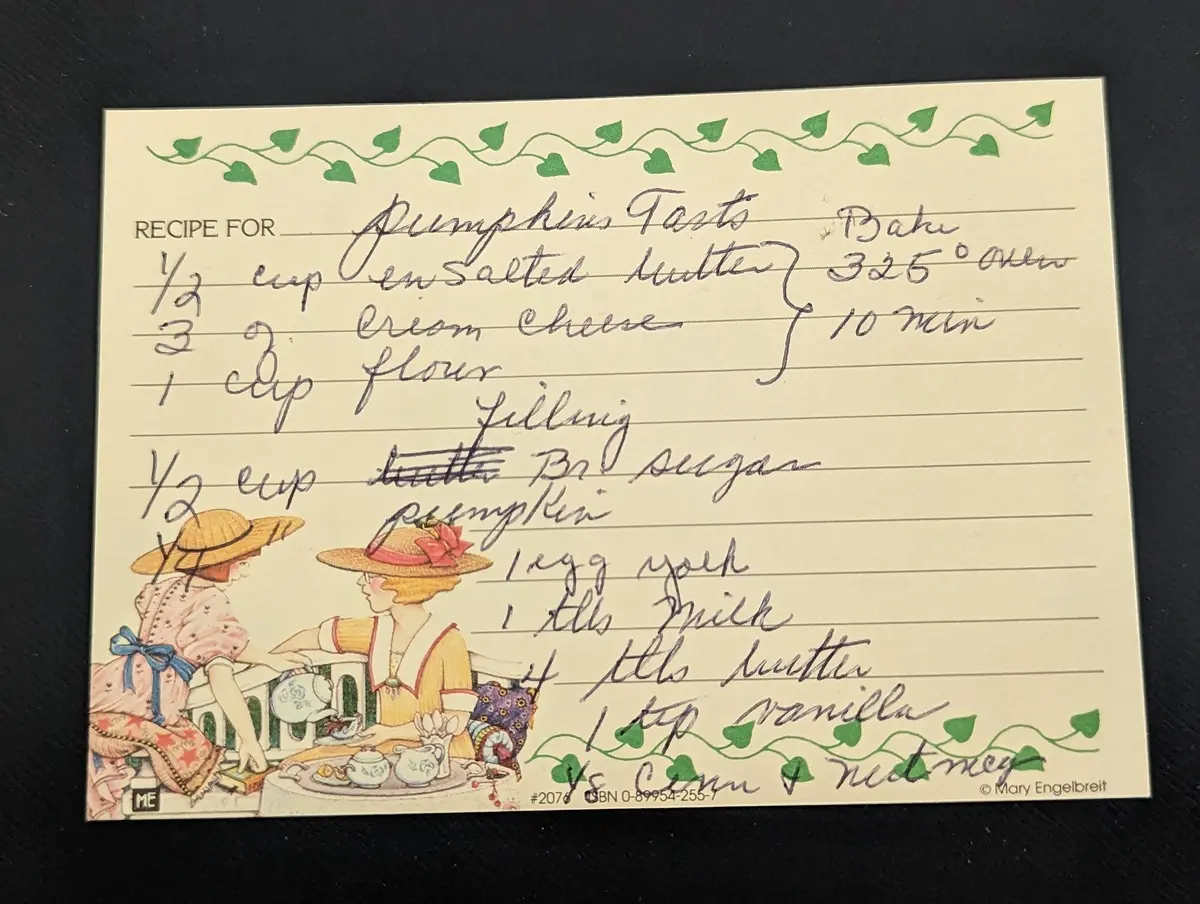 RECIPE FOR pumpkins Tarts
1/2 cup unsalted butter
3 oz. Cream Cheese
1 cup flour
Bake
325° oven
10 min
filling
1/2 cup Br sugar
1/4 pumpkin
1 egg yolk
1 tbls Milk
4 tbls butter
1 tsp vanilla
1/8 Cinn & nutmeg
ME
#2076 ISBN 0-89954-255-7
© Mary Engelbreit